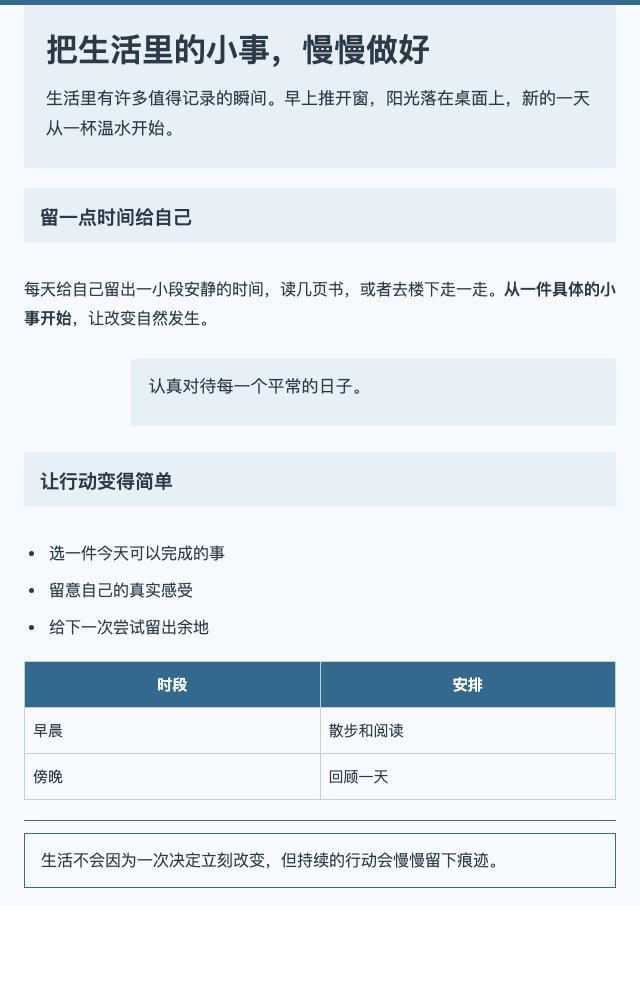 把生活里的小事，慢慢做好
生活里有许多值得记录的瞬间。早上推开窗，阳光落在桌面上，新的一天
从一杯温水开始。
留一点时间给自己
每天给自己留出一小段安静的时间，读几页书，或者去楼下走一走。从一件具体的小
事开始，让改变自然发生。
认真对待每一个平常的日子。
让行动变得简单
• 选一件今天可以完成的事
• 留意自己的真实感受
• 给下一次尝试留出余地
时段 安排
早晨 散步和阅读
傍晚 回顾一天
生活不会因为一次决定立刻改变，但持续的行动会慢慢留下痕迹。